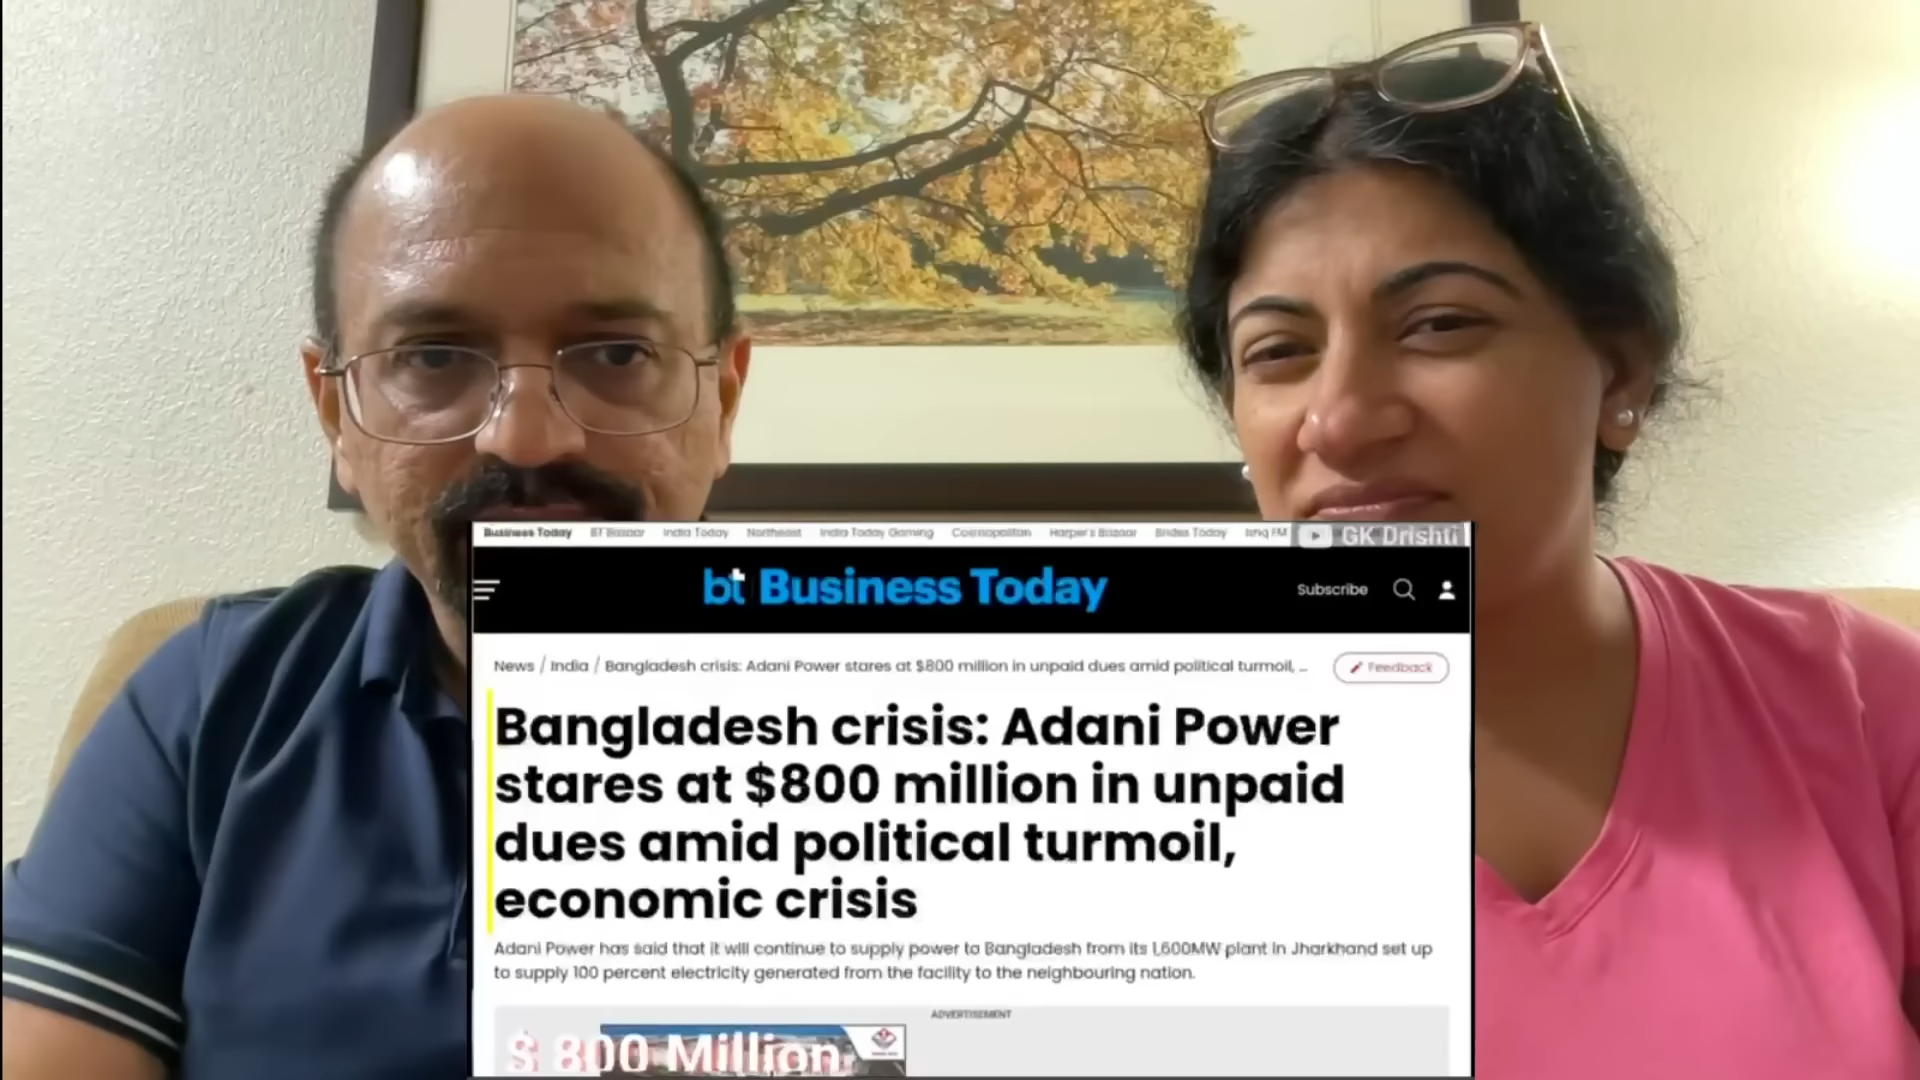 Business Today BT Bazaar India Today Northeast India Today Gaming Cosmopolitan Harper's Bazaar Brides Today Ishq FM
GK Drishti
bt Business Today
Subscribe
News / India / Bangladesh crisis: Adani Power stares at $800 million in unpaid dues amid political turmoil, ...
Feedback
Bangladesh crisis: Adani Power
stares at $800 million in unpaid
dues amid political turmoil,
economic crisis
Adani Power has said that it will continue to supply power to Bangladesh from its 1,600MW plant in Jharkhand set up
to supply 100 percent electricity generated from the facility to the neighbouring nation.
ADVERTISEMENT
$ 800 Million